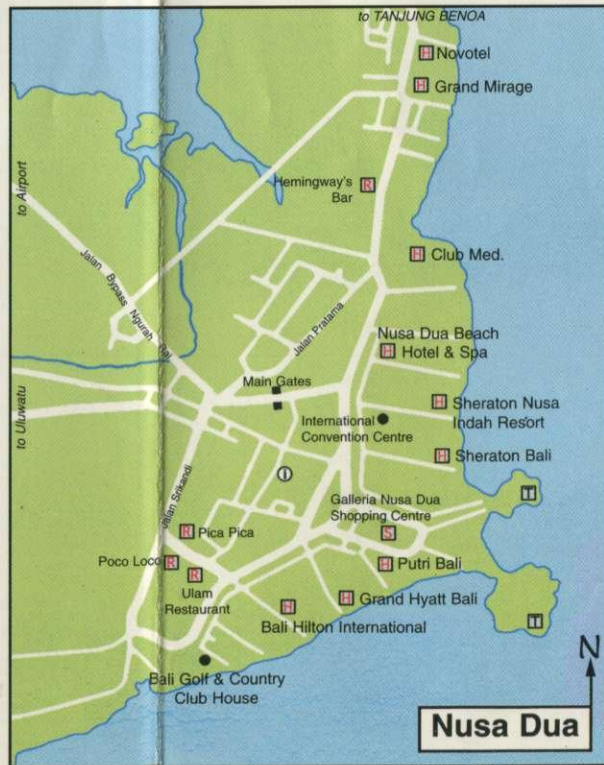 to TANJUNG BENOA
H Novotel
H Grand Mirage
Hemingway's
Bar
R
to Airport
H Club Med.
Jalan Bypass Ngurah Rai
Jalan Pratama
Nusa Dua Beach
H Hotel & Spa
Main Gates
H Sheraton Nusa
Indah Resort
International
Convention Centre
to Uluwatu
H Sheraton Bali
i
Jalan Srikandi
Galleria Nusa Dua
Shopping Centre
S
T
R Pica Pica
Poco Loco R
R
Ulam
Restaurant
H Putri Bali
H Grand Hyatt Bali
H
Bali Hilton International
T
Bali Golf & Country
Club House
N
Nusa Dua